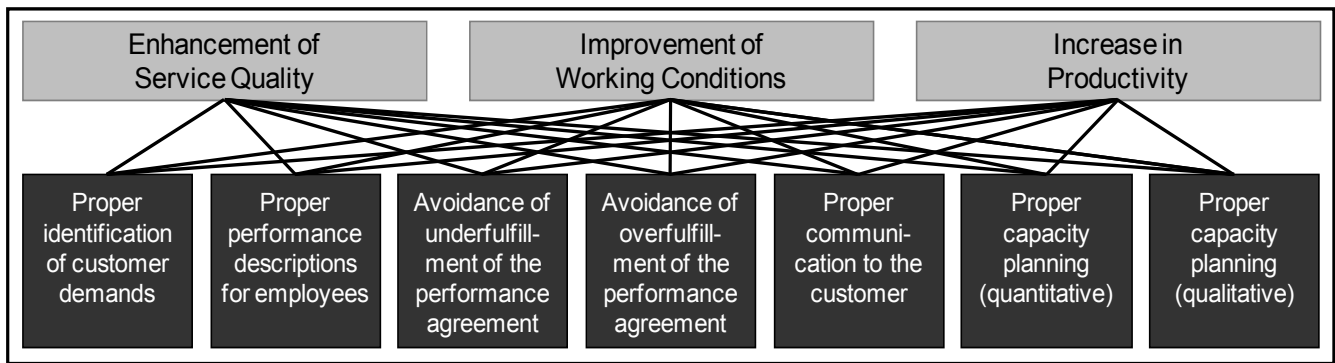 Enhancement of
Service Quality
Improvement of
Working Conditions
Increase in
Productivity
Proper
identification
of customer
demands
Proper
performance
descriptions
for employees
Avoidance of
underfulfill-
ment of the
performance
agreement
Avoidance of
overfulfill-
ment of the
performance
agreement
Proper
communi-
cation to the
customer
Proper
capacity
planning
(quantitative)
Proper
capacity
planning
(qualitative)